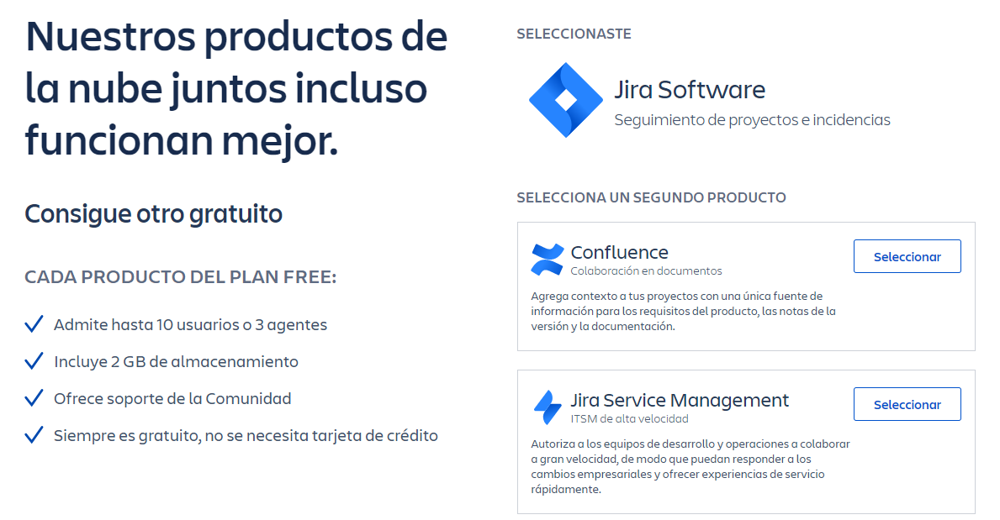 Nuestros productos de
la nube juntos incluso
funcionan mejor.
Consigue otro gratuito
CADA PRODUCTO DEL PLAN FREE:
Admite hasta 10 usuarios o 3 agentes
Incluye 2 GB de almacenamiento
Ofrece soporte de la Comunidad
Siempre es gratuito, no se necesita tarjeta de crédito
SELECCIONASTE
Jira Software
Seguimiento de proyectos e incidencias
SELECCIONA UN SEGUNDO PRODUCTO
Confluence
Colaboración en documentos
Seleccionar
Agrega contexto a tus proyectos con una única fuente de
información para los requisitos del producto, las notas de la
versión y la documentación.
Jira Service Management
ITSM de alta velocidad
Seleccionar
Autoriza a los equipos de desarrollo y operaciones a colaborar
a gran velocidad, de modo que puedan responder a los
cambios empresariales y ofrecer experiencias de servicio
rápidamente.